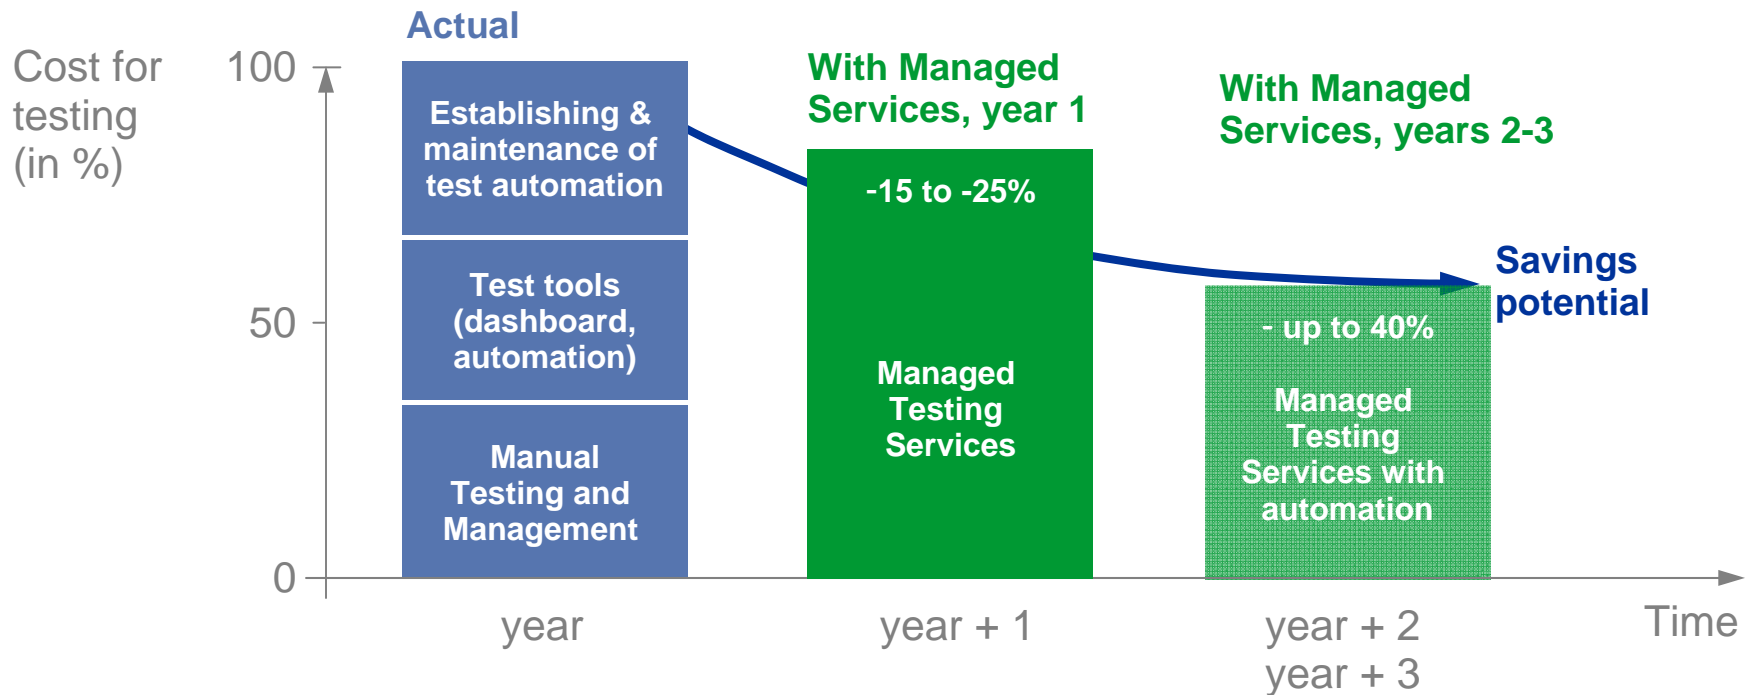 Cost for
testing
(in %)
100
50
0
Actual
Establishing &
maintenance of
test automation
Test tools
(dashboard,
automation)
Manual
Testing and
Management
With Managed
Services, year 1
-15 to -25%
Managed
Testing
Services
With Managed
Services, years 2-3
- up to 40%
Managed
Testing
Services with
automation
Savings
potential
year
year + 1
year + 2
year + 3
Time